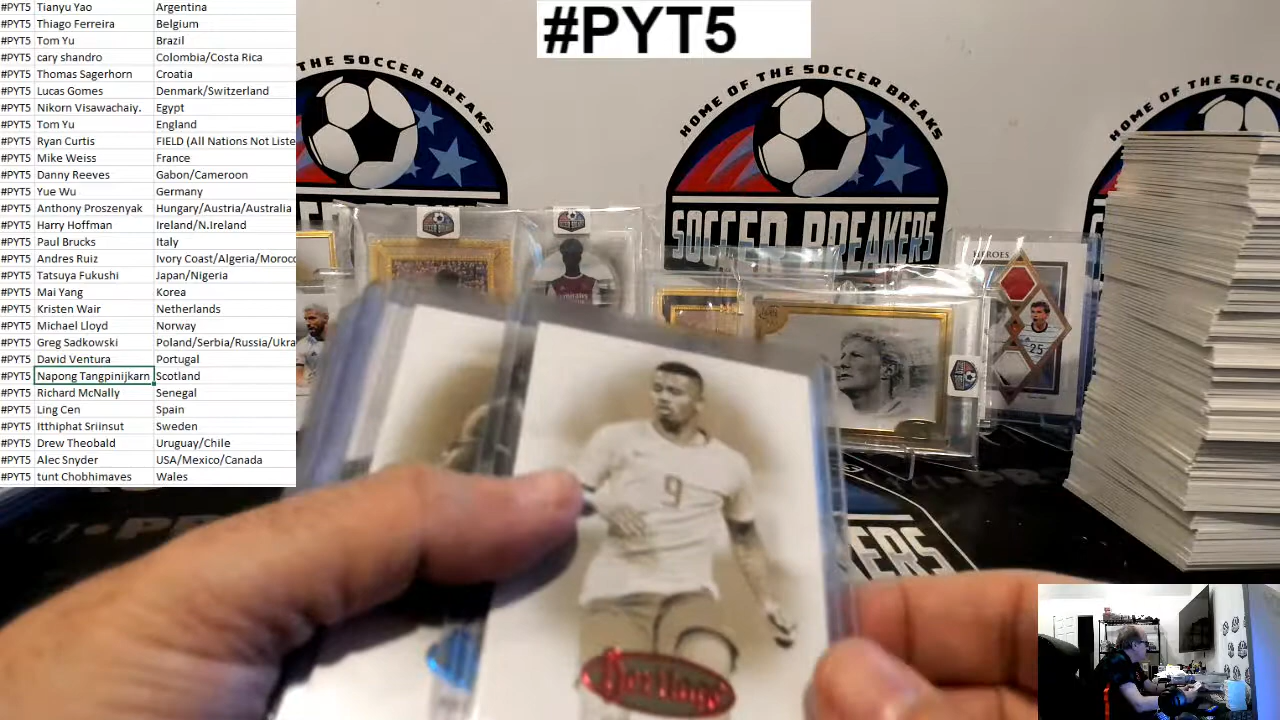 #PYT5
#PYT5 Tianyu Yao Argentina
#PYT5 Thiago Ferreira Belgium
#PYT5 Tom Yu Brazil
#PYT5 cary shandro Colombia/Costa Rica
#PYT5 Thomas Segerhorn Croatia
#PYT5 Lucas Gomes Denmark/Switzerland
#PYT5 Nikorn Visawachaiy. Egypt
#PYT5 Tom Yu England
#PYT5 Ryan Curtis FIELD (All Nations Not Liste
#PYT5 Mike Weiss France
#PYT5 Danny Reeves Gabon/Cameroon
#PYT5 Yue Wu Germany
#PYT5 Anthony Proszenyak Hungary/Austria/Australia
#PYT5 Harry Hoffman Ireland/N.Ireland
#PYT5 Paul Brucks Italy
#PYT5 Andres Ruiz Ivory Coast/Algeria/Morocc
#PYT5 Tatsuya Fukushi Japan/Nigeria
#PYT5 Mai Yang Korea
#PYT5 Kristen Wair Netherlands
#PYT5 Michael Lloyd Norway
#PYT5 Greg Sadkowski Poland/Serbia/Russia/Ukra
#PYT5 David Ventura Portugal
#PYT5 Napong Tangpinijkarn Scotland
#PYT5 Richard McNally Senegal
#PYT5 Ling Cen Spain
#PYT5 Itthiphat Sriinsut Sweden
#PYT5 Drew Theobald Uruguay/Chile
#PYT5 Alec Snyder USA/Mexico/Canada
#PYT5 tunt Chobhimaves Wales
HOME OF THE SOCCER BREAKS
HOME OF THE SOCCER BREAKS
SOCCER BREAKERS
HOME OF THE SOCCE
HEROES
25
9
Heritage
ERS